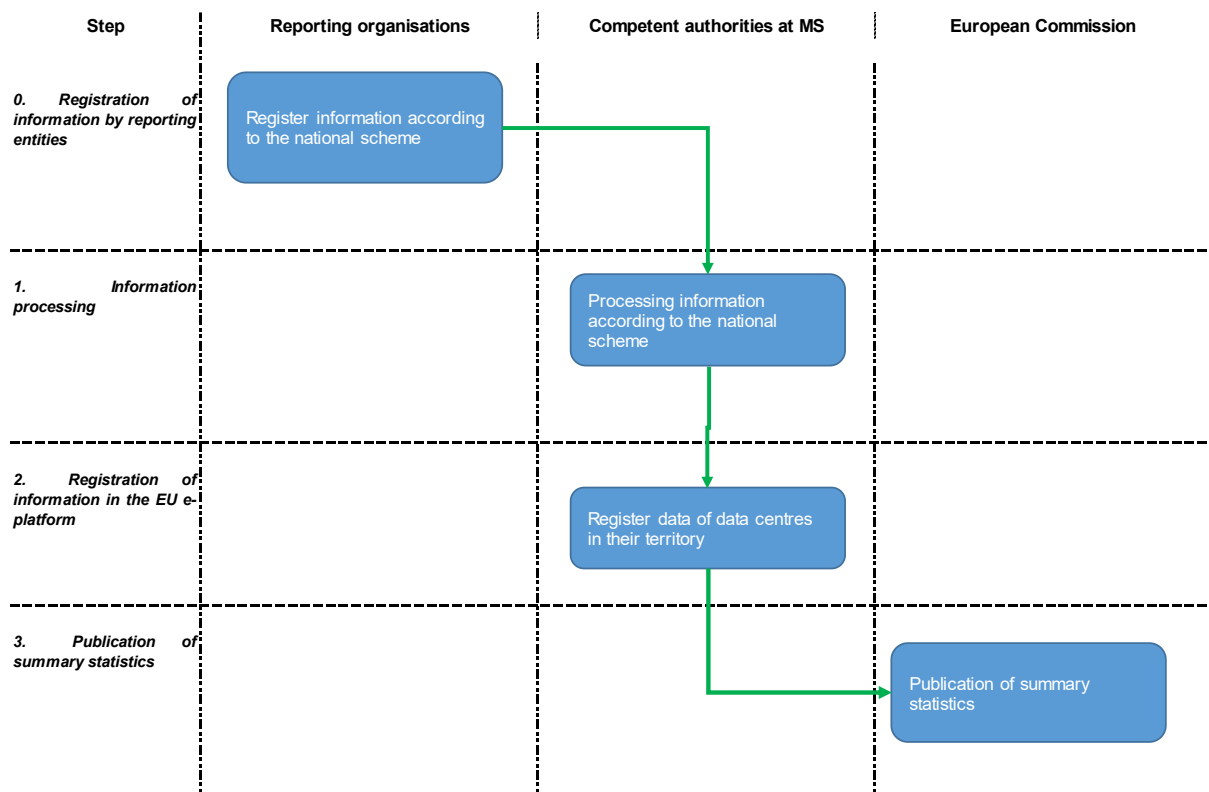 Step
Reporting organisations
Competent authorities at MS
European Commission
0. Registration of
information by reporting
entities
Register information according
to the national scheme
1. Information
processing
Processing information
according to the national
scheme
2. Registration of
information in the EU e-
platform
Register data of data centres
in their territory
3. Publication of
summary statistics
Publication of summary
statistics